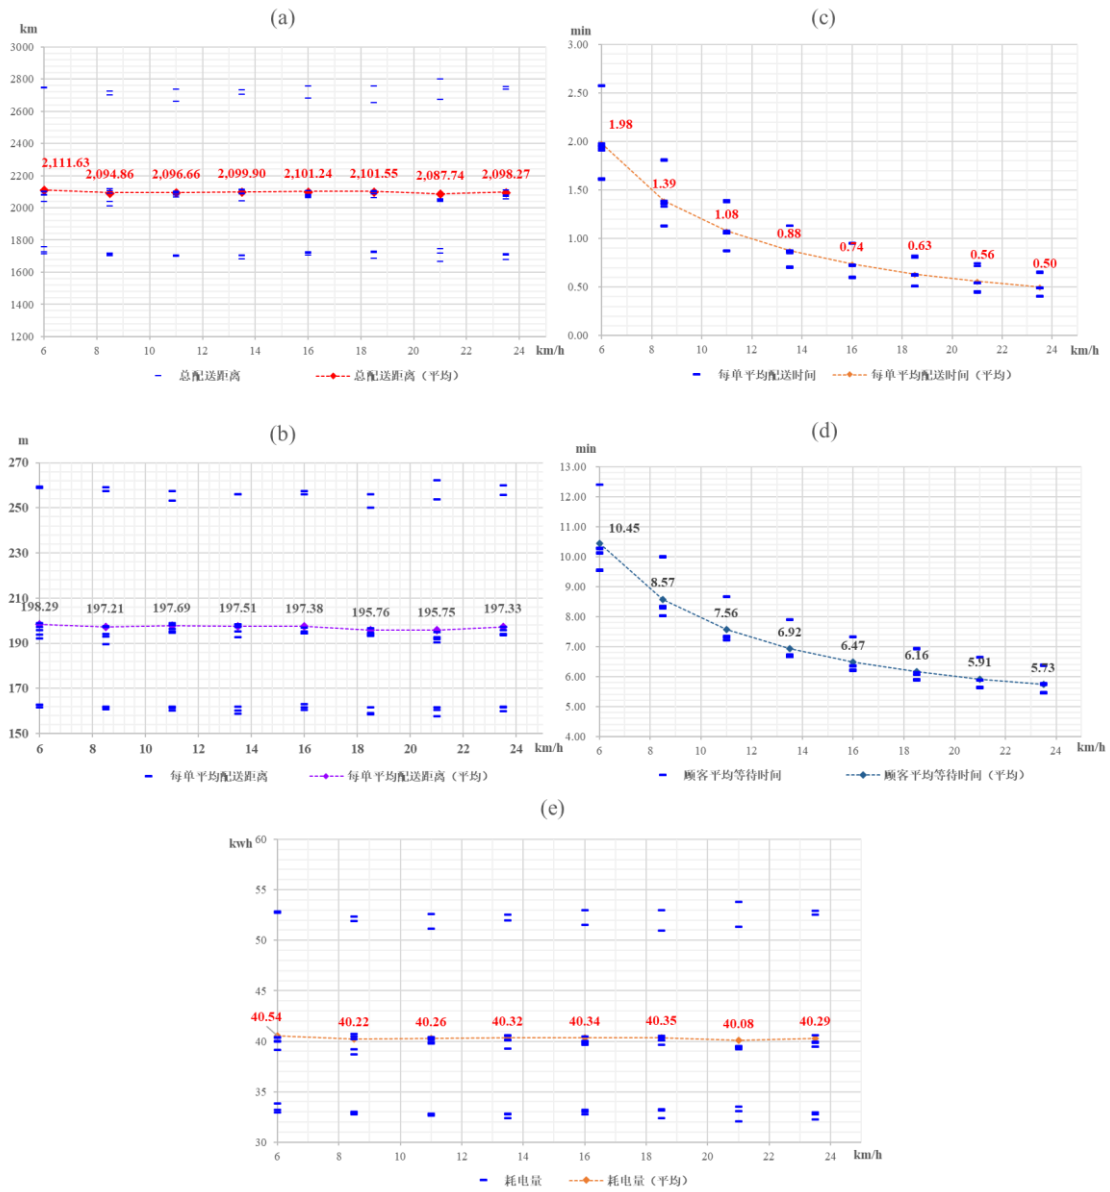 (a)
km
3000
2800
2600
2400
2200
2000
1800
1600
1400
1200
2,111.63 2,094.86 2,096.66 2,099.90 2,101.24 2,101.55 2,087.74 2,098.27
6 8 10 12 14 16 18 20 22 24 km/h
总配送距离 总配送距离（平均）
(c)
min
3.00
2.50
2.00
1.50
1.00
0.50
0.00
1.98 1.39 1.08 0.88 0.74 0.63 0.56 0.50
6 8 10 12 14 16 18 20 22 24 km/h
每单平均配送时间 每单平均配送时间（平均）
(b)
m
270
250
230
210
190
170
150
198.29 197.21 197.69 197.51 197.38 195.76 195.75 197.33
6 8 10 12 14 16 18 20 22 24 km/h
每单平均配送距离 每单平均配送距离（平均）
(d)
min
13.00
12.00
11.00
10.00
9.00
8.00
7.00
6.00
5.00
4.00
10.45 8.57 7.56 6.92 6.47 6.16 5.91 5.73
6 8 10 12 14 16 18 20 22 24 km/h
顾客平均等待时间 顾客平均等待时间（平均）
(e)
kwh
60
55
50
45
40
35
30
40.54 40.22 40.26 40.32 40.34 40.35 40.08 40.29
6 8 10 12 14 16 18 20 22 24 km/h
耗电量 耗电量（平均）